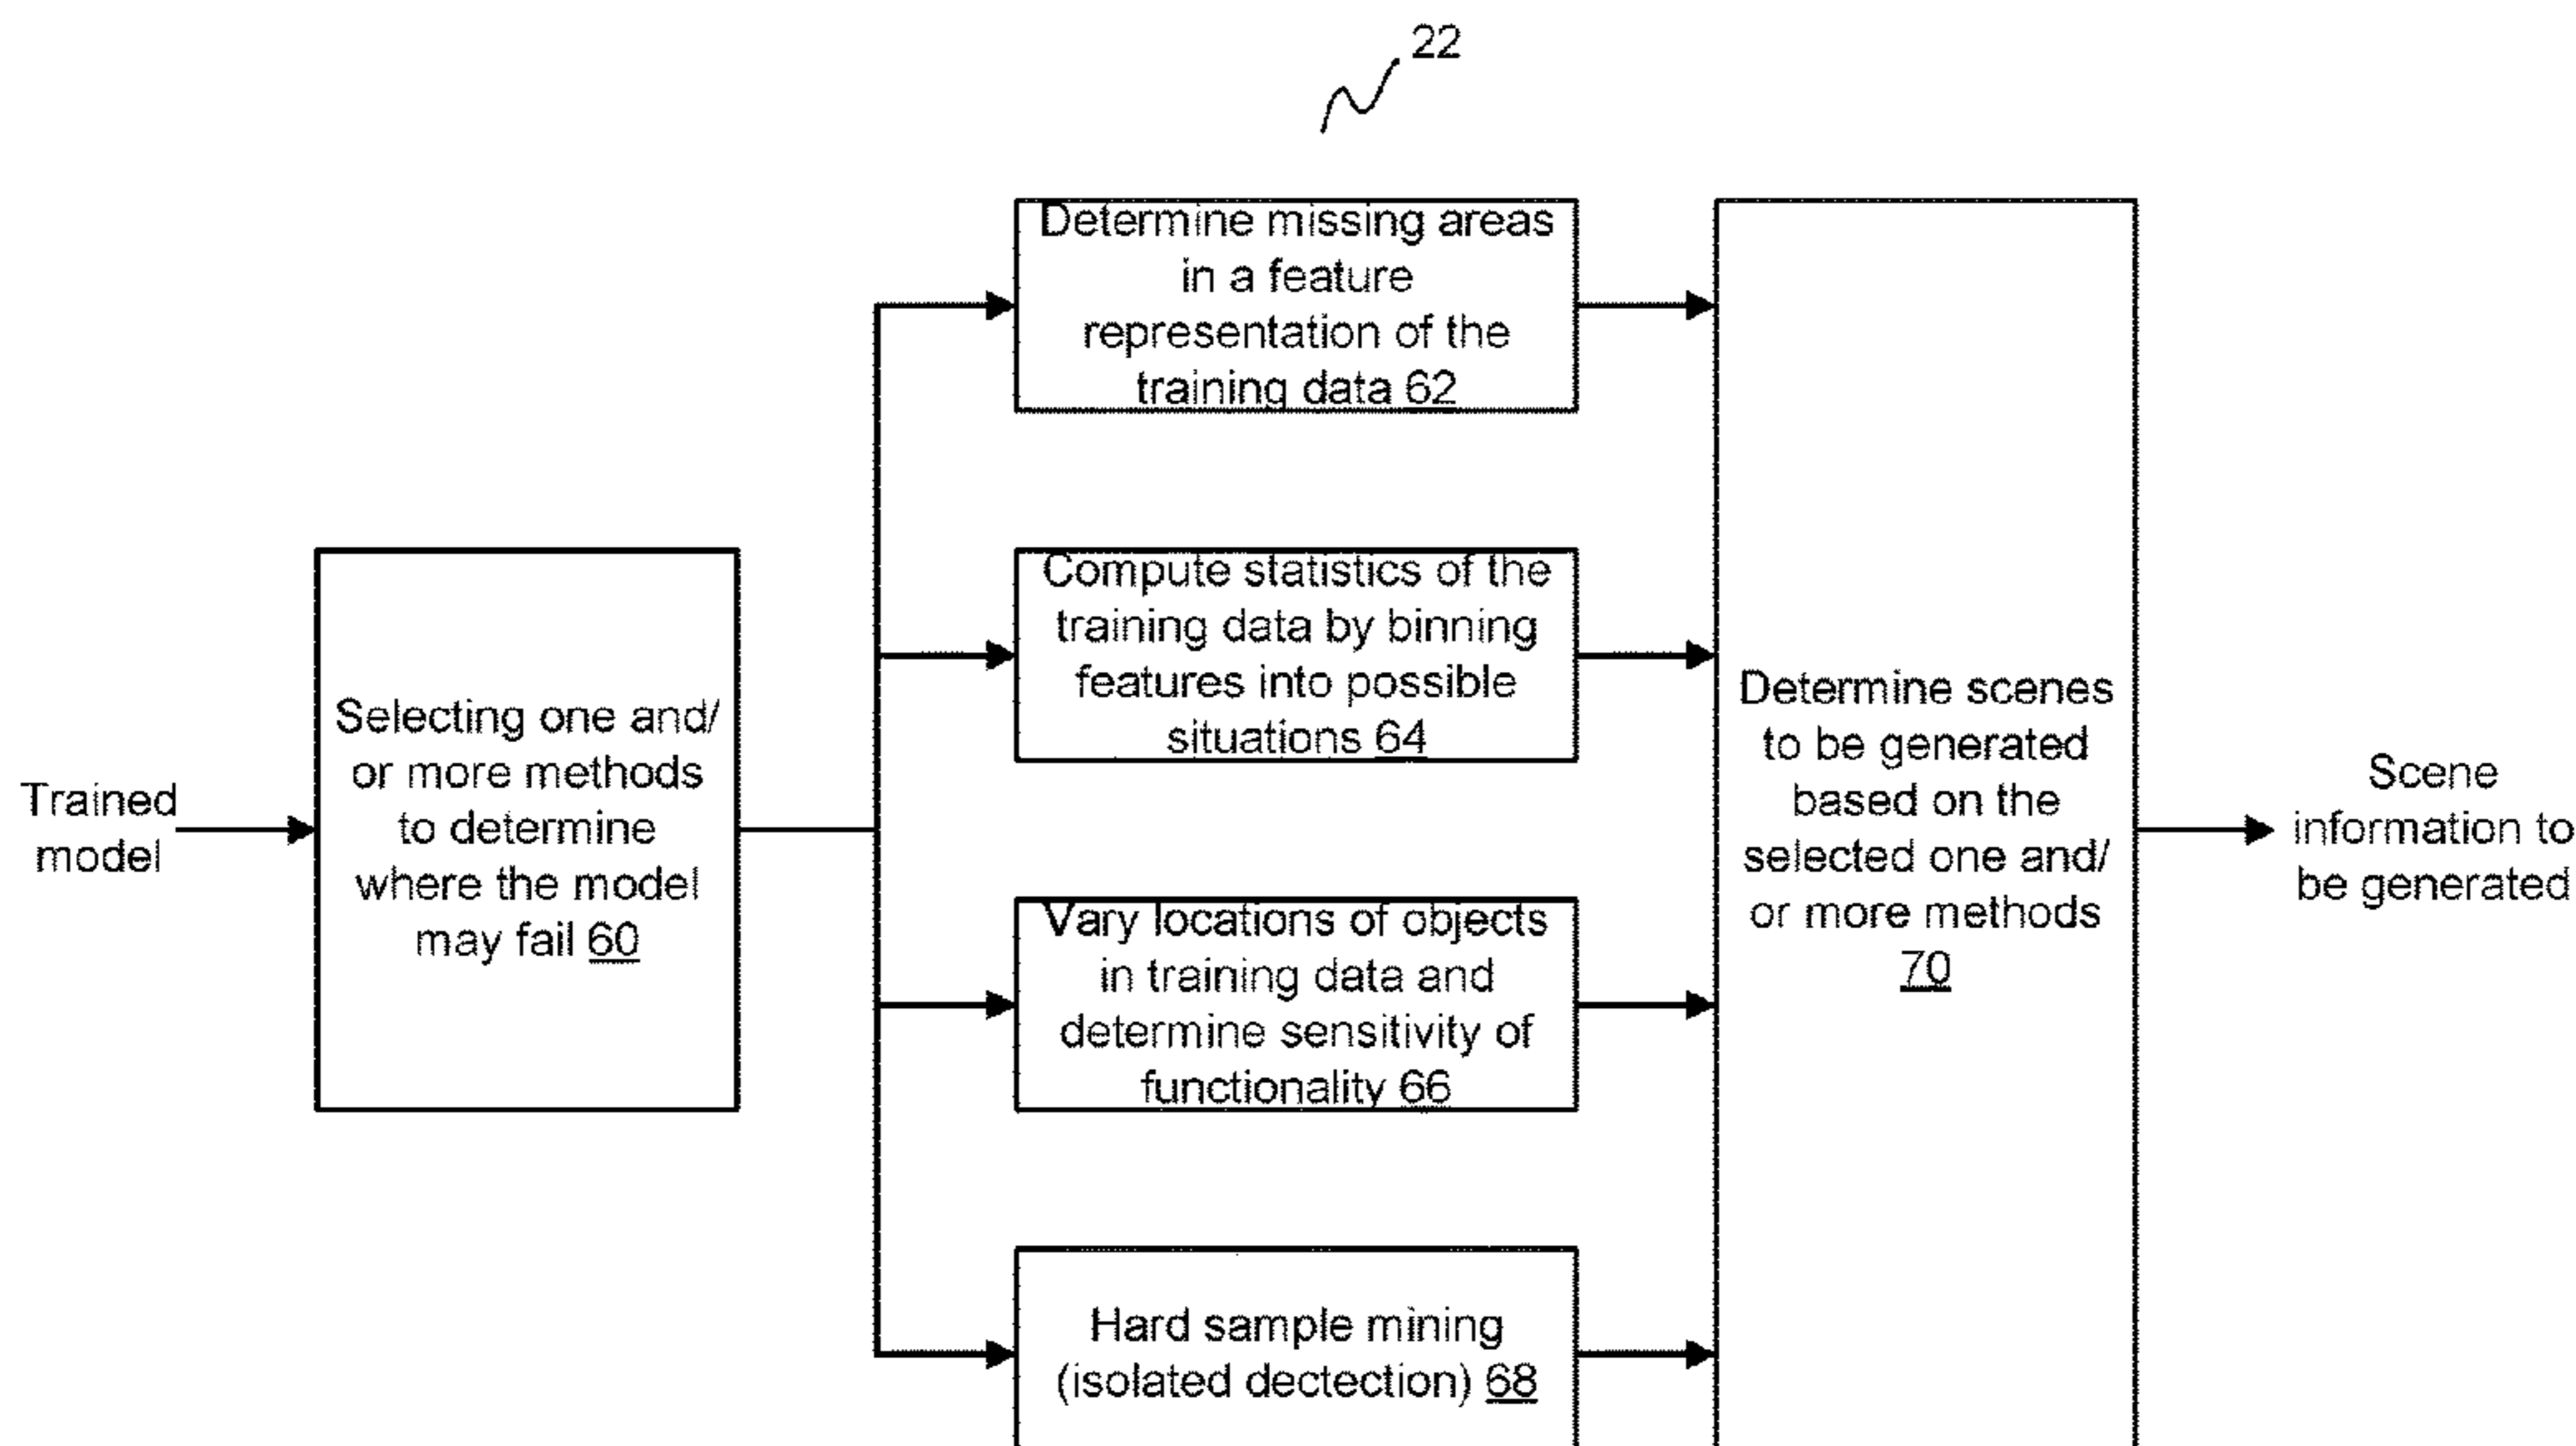 22
Trained
model
Selecting one and/
or more methods
to determine
where the model
may fail 60
Determine missing areas
in a feature
representation of the
training data 62
Compute statistics of the
training data by binning
features into possible
situations 64
Vary locations of objects
in training data and
determine sensitivity of
functionality 66
Hard sample mining
(isolated dectection) 68
Determine scenes
to be generated
based on the
selected one and/
or more methods
70
Scene
information to
be generated